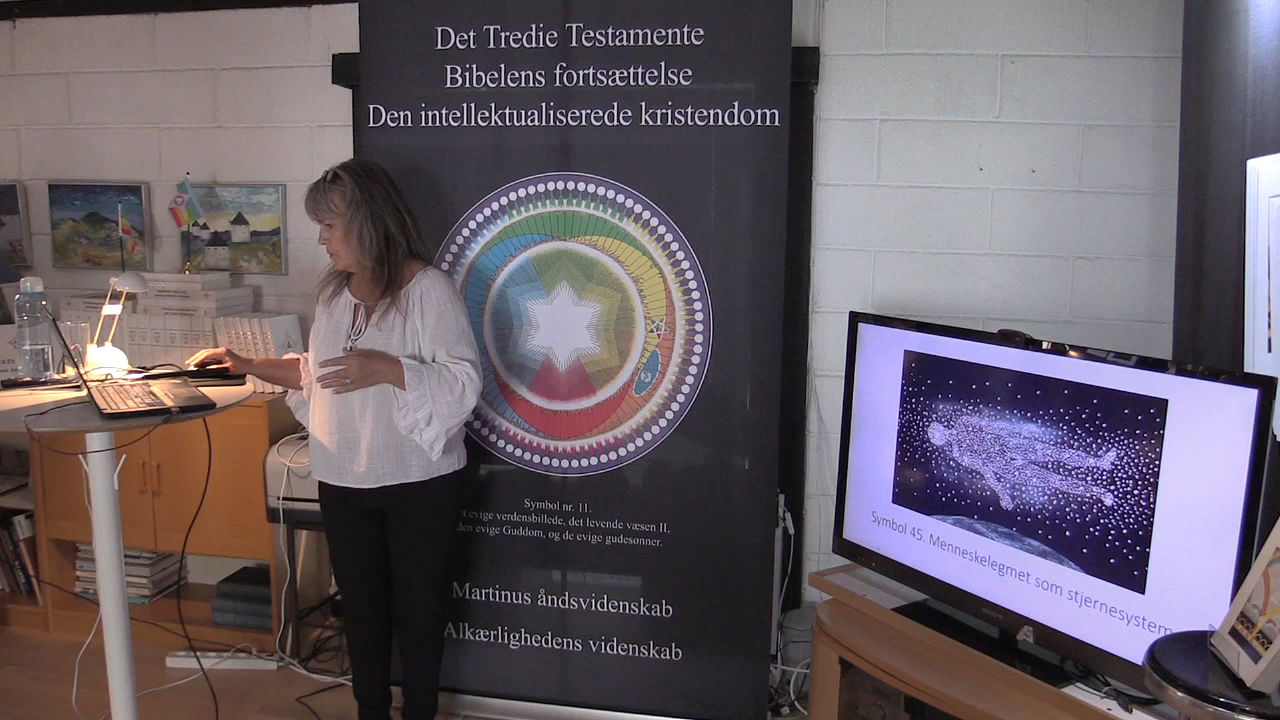 Det Tredie Testamente
Bibelens fortsættelse
Den intellektualiserede kristendom
Symbol nr. 11.
evige verdensbillede, det levende væsen II,
den evige Guddom, og de evige gudesønner.
Martinus åndsvidenskab
Alkærlighedens videnskab
Symbol 45. Menneskelegmet som stjernesystem